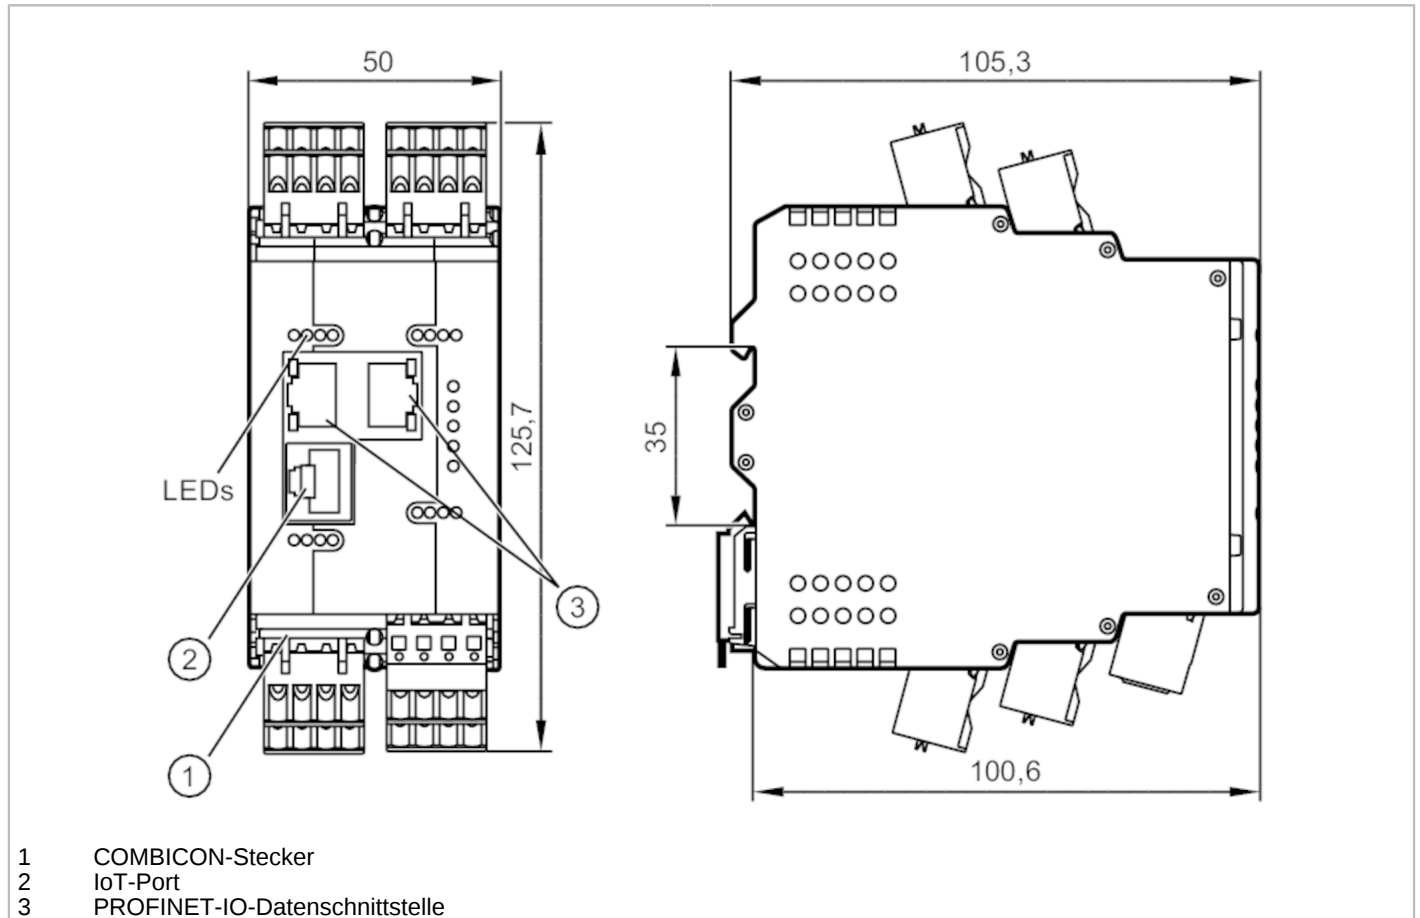 50
105,3
125,7
35
LEDs
3
2
1
100,6
1 COMBICON-Stecker
2 IoT-Port
3 PROFINET-IO-Datenschnittstelle